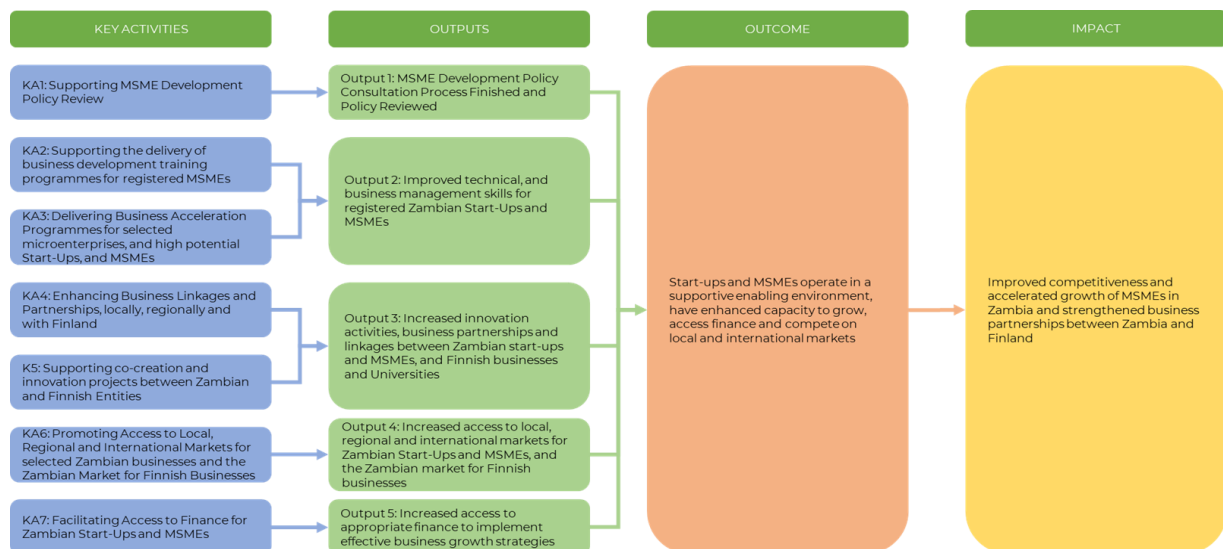 KEY ACTIVITIES
OUTPUTS
OUTCOME
IMPACT
KA1: Supporting MSME Development
Policy Review
Output 1: MSME Development Policy
Consultation Process Finished and
Policy Reviewed
KA2: Supporting the delivery of
business development training
programmes for registered MSMEs
KA3: Delivering Business Acceleration
Programmes for selected
microenterprises, and high potential
Start-Ups, and MSMEs
Output 2: Improved technical, and
business management skills for
registered Zambian Start-Ups and
MSMEs
KA4: Enhancing Business Linkages and
Partnerships, locally, regionally and
with Finland
K5: Supporting co-creation and
innovation projects between Zambian
and Finnish Entities
Output 3: Increased innovation
activities, business partnerships and
linkages between Zambian start-ups
and MSMEs, and Finnish businesses
and Universities
KA6: Promoting Access to Local,
Regional and International Markets for
selected Zambian businesses and the
Zambian Market for Finnish Businesses
Output 4: Increased access to local,
regional and international markets for
Zambian Start-Ups and MSMEs, and
the Zambian market for Finnish
businesses
KA7: Facilitating Access to Finance for
Zambian Start-Ups and MSMEs
Output 5: Increased access to
appropriate finance to implement
effective business growth strategies
Start-ups and MSMEs operate in a
supportive enabling environment,
have enhanced capacity to grow,
access finance and compete on
local and international markets
Improved competitiveness and
accelerated growth of MSMEs in
Zambia and strengthened business
partnerships between Zambia and
Finland